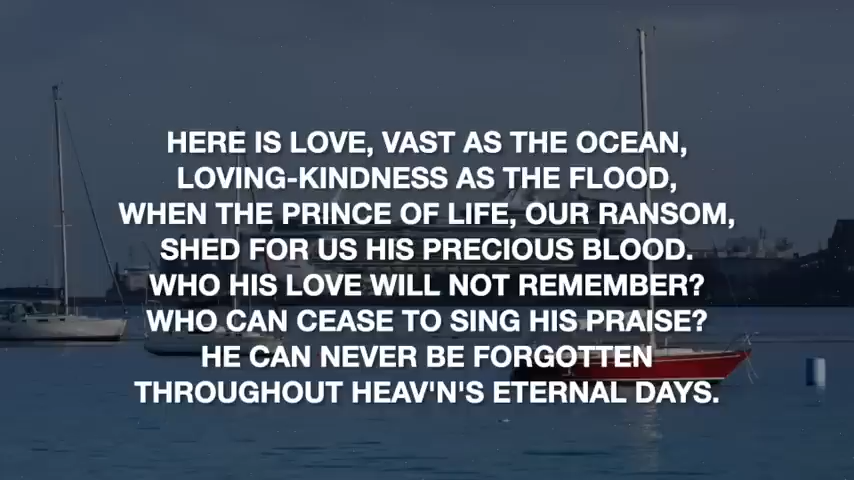 HERE IS LOVE, VAST AS THE OCEAN,
LOVING-KINDNESS AS THE FLOOD,
WHEN THE PRINCE OF LIFE, OUR RANSOM,
SHED FOR US HIS PRECIOUS BLOOD.
WHO HIS LOVE WILL NOT REMEMBER?
WHO CAN CEASE TO SING HIS PRAISE?
HE CAN NEVER BE FORGOTTEN
THROUGHOUT HEAV'N'S ETERNAL DAYS.